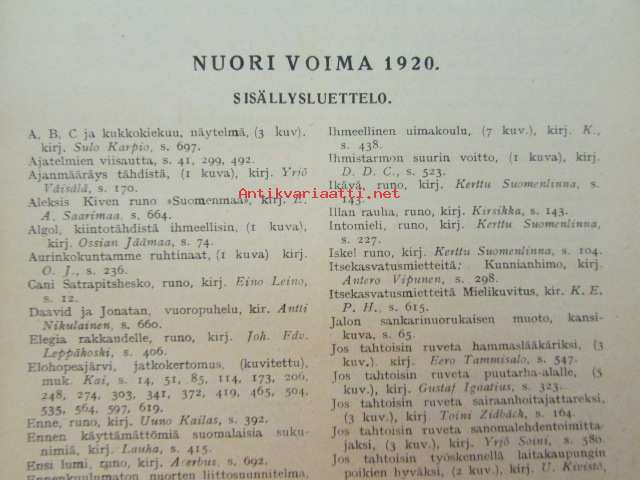 NUORI VOIMA 1920.
SISÄLLYSLUETTELO.
A, B, C ja kukkokiekuu, näytelmä, (3 kuv).
kirj. Sulo Karpio, s. 697.
Ajatelmien viisautta, s. 41, 299, 492.
Ajanmääräys tähdistä, (1 kuva), kirj. Yrjö
Väisälä, s. 170.
Aleksis Kiven runo »Suomenmaa», kirj.
A. Saarimaa. s. 664.
Algol, kiintotähdistä ihmeellisin, (1 kuva),
kirj. Ossian Jäämaa, s. 74.
Aurinkokuntamme ruhtinaat, (1 kuva) kirj.
O. J., s. 236.
Cani Satrapitshesko, runo, kirj. Eino Leino,
s. 12.
Daavid ja Jonatan, vuoropuhelu, kir. Antti
Nikulainen, s. 660.
Elegia rakkandelle, runo, kirj. Joh. Edv.
Leppäkoski, s. 406.
Elohopeajärvi, jatkokertomus, (kuvitettu),
muk. Kai, s. 14, 51, 85, 114, 173, 206,
248, 274, 303, 341, 372, 419, 465, 504,
535, 564, 597, 619.
Enne, runo, kirj. Uuno Kailas, s. 392.
Ennen käyttämättömiä suomalaisia suku-
nimiä, kirj. Lauha, s. 415.
Ensi lumi, runo, kirj. Acerbus, s. 692.
Ennenkuulumaton nuorten liittosuunnitelma,
Ihmeellinen uimakoulu, (7 kuv.), kirj. K.,
s. 438.
Ihmistarmon suurin voitto, (1 kuva), kirj.
D. D. C., s. 523.
Ikävä, runo, kirj. Kerttu Suomenlinna, s.
143.
Illan rauha, runo, kirj. Kirsikka, s. 143.
Intomieli, runo, kirj. Kerttu Suomenlinna,
s. 227.
Iske! runo, kirj. Kerttu Suomenlinna, s. 104.
Itsekasvatusmietteitä: Kunnianhimo, kirj.
Antero Vipunen, s. 298.
Itsekasvatusmietteitä Mielikuvitus, kir. K. E.
P. H., s. 615.
Jalon sankarinuorukaisen muoto, kansi-
kuva, s. 65.
Jos tahtoisin ruveta hammaslääkäriksi, (3
kuv.). kirj. Eero Tammisalo, s. 547.
Jos tahtoisin ruveta puutarha-alalle, (5
kuv.), kirj. Gustaf Ignatius, s. 323.
Jos tahtoisin ruveta sairaanhoitajattareksi,
(3 kuv.), kirj. Toini Zidbäck, s. 164.
Jos tahtoisin ruveta sanomalehdentoimitta-
jaksi, (3 kuv.), kirj. Yrjö Soini, s. 580.
Jos tahtoisin työskennellä laitakaupungin
poikien hyväksi, (2 kuv.), kirj. U. Kivistö,
Antikvariaatti.net